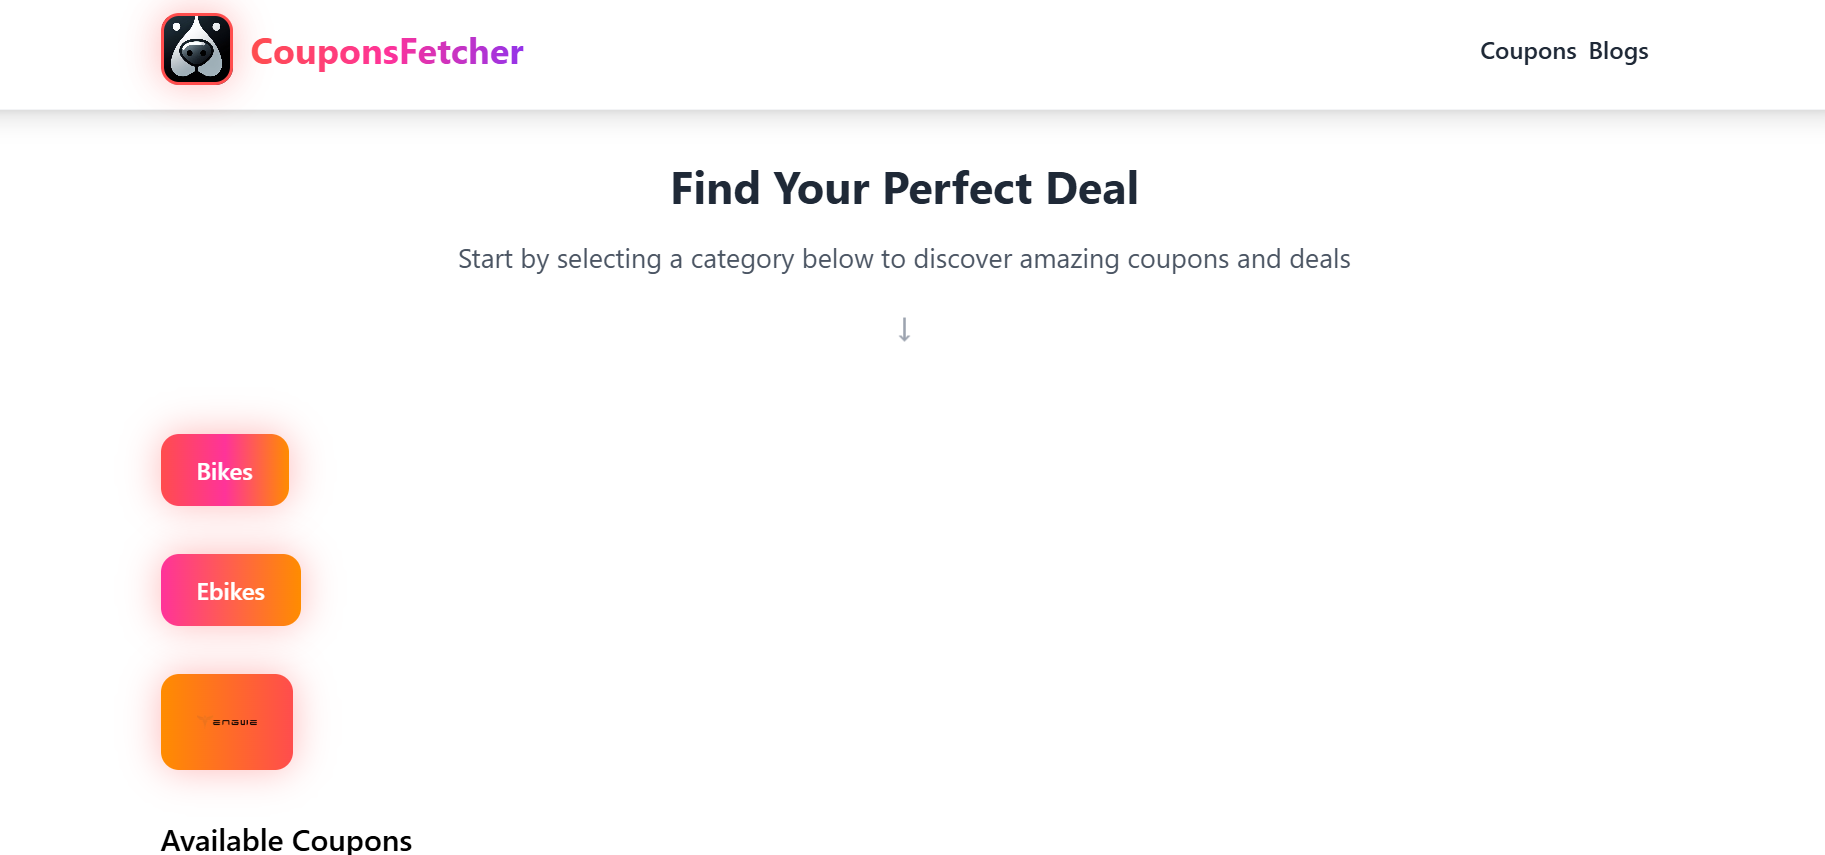 CouponsFetcher
Coupons Blogs
Find Your Perfect Deal
Start by selecting a category below to discover amazing coupons and deals
↓
Bikes
Ebikes
Available Coupons